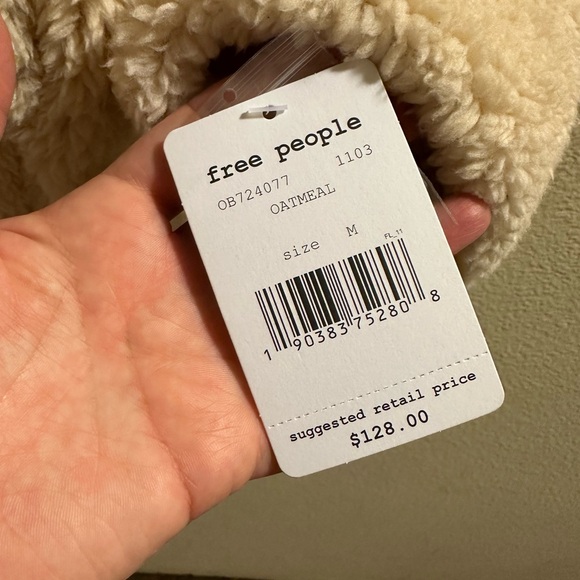 free people
OB724077 1103
OATMEAL
size M
FL_11
1 90383 75280 8
suggested retail price
$128.00